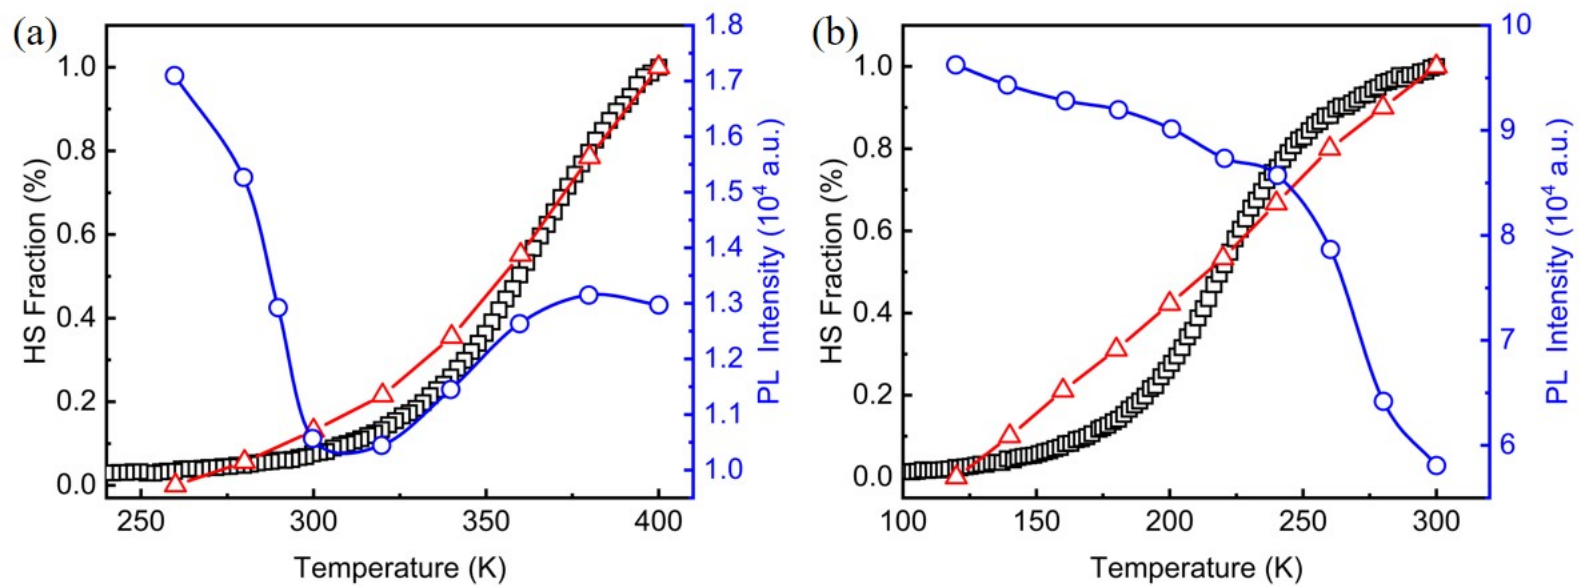 (a)
HS Fraction (%)
1.0
0.8
0.6
0.4
0.2
0.0
250 300 350 400
Temperature (K)
1.8
1.7
1.6
1.5
1.4
1.3
1.2
1.1
1.0
PL Intensity (10⁴ a.u.)
(b)
HS Fraction (%)
1.0
0.8
0.6
0.4
0.2
0.0
100 150 200 250 300
Temperature (K)
10
9
8
7
6
PL Intensity (10⁴ a.u.)